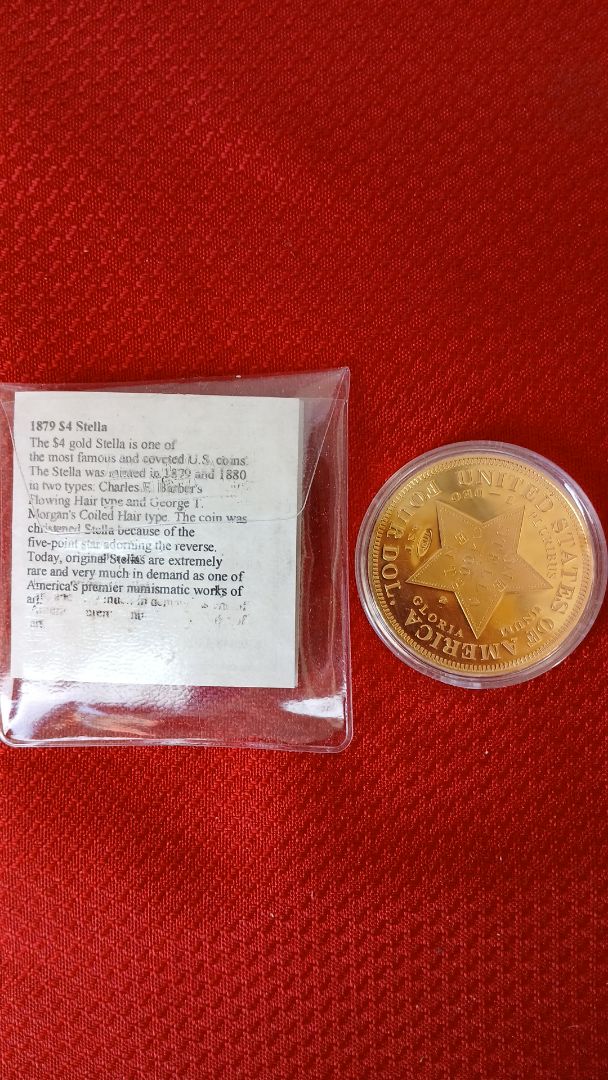 1879 $4 Stella
The $4 gold Stella is one of
the most famous and coveted U.S. coins.
The Stella was minted in 1879 and 1880
in two types: Charles E. Barber's
Flowing Hair type and George T.
Morgan's Coiled Hair type. The coin was
christened Stella because of the
five-point star adorning the reverse.
Today, original Stellas are extremely
rare and very much in demand as one of
America's premier numismatic works of
art
UNITED STATES OF AMERICA
FOUR DOL.
DEO
GLORIA